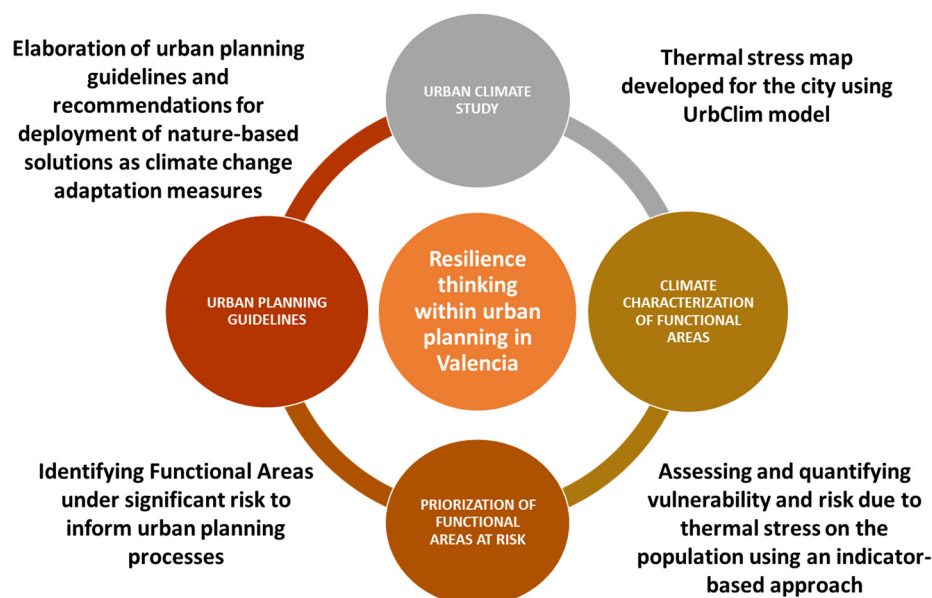 Elaboration of urban planning
guidelines and
recommendations for
deployment of nature-based
solutions as climate change
adaptation measures
URBAN CLIMATE
STUDY
Thermal stress map
developed for the city using
UrbClim model
URBAN PLANNING
GUIDELINES
Resilience
thinking
within urban
planning in
Valencia
CLIMATE
CHARACTERIZATION
OF FUNCTIONAL
AREAS
Identifying Functional Areas
under significant risk to
inform urban planning
processes
PRIORIZATION OF
FUNCTIONAL
AREAS AT RISK
Assessing and quantifying
vulnerability and risk due to
thermal stress on the
population using an indicator-
based approach